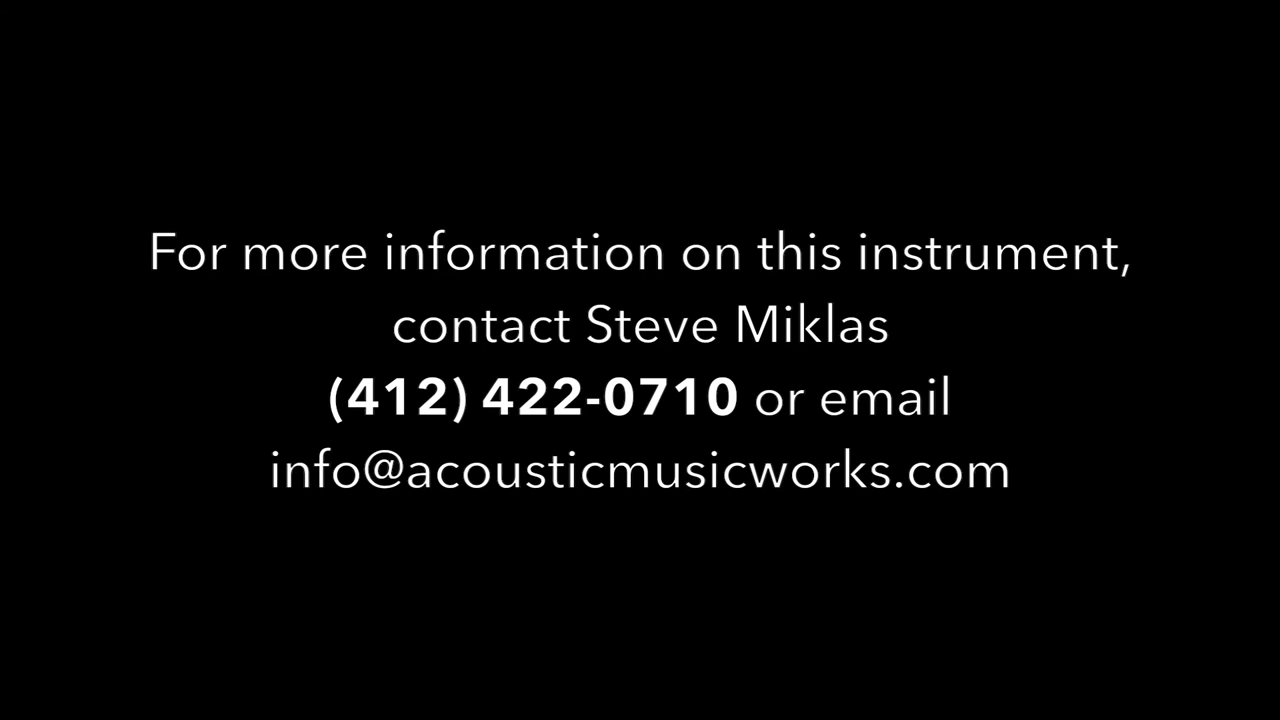 For more information on this instrument,
contact Steve Miklas
(412) 422-0710 or email
info@acousticmusicworks.com